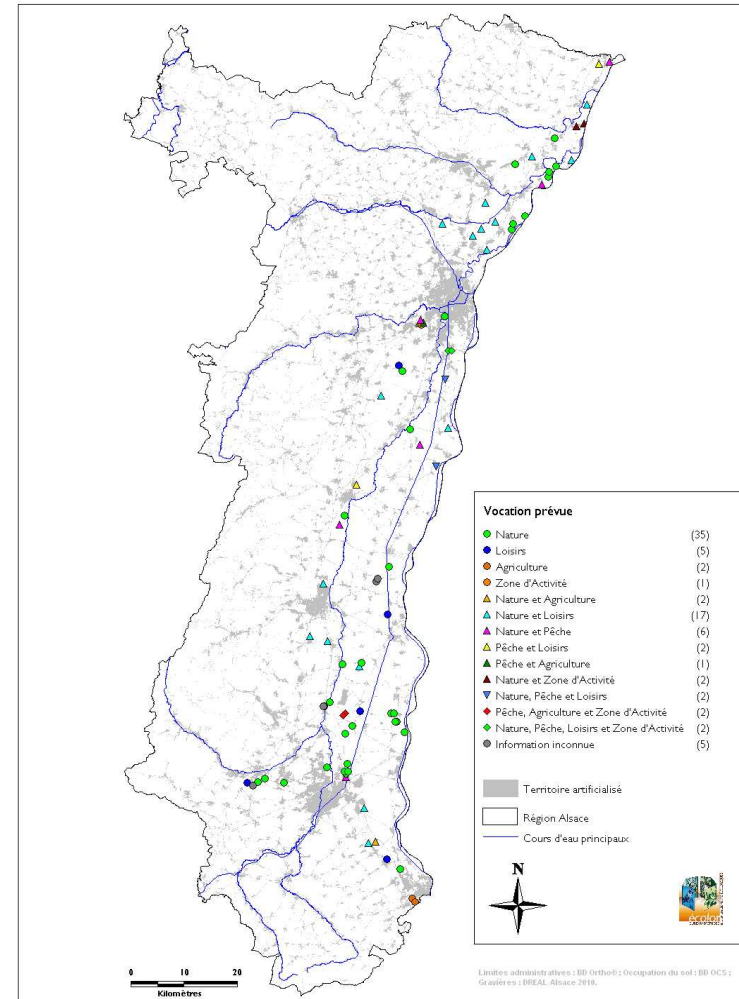 Vocation prévue
Nature (35)
Loisirs (5)
Agriculture (2)
Zone d'Activité (1)
Nature et Agriculture (2)
Nature et Loisirs (17)
Nature et Pêche (6)
Pêche et Loisirs (2)
Pêche et Agriculture (1)
Nature et Zone d'Activité (2)
Nature, Pêche et Loisirs (2)
Pêche, Agriculture et Zone d'Activité (2)
Nature, Pêche, Loisirs et Zone d'Activité (2)
Information inconnue (5)
Territoire artificialisé
Région Alsace
Cours d'eau principaux
N
ecolor
0 10 20
Kilomètres
Limites administratives : BD Ortho® ; Occupation du sol : BD OCS ;
Gravières : DREAL Alsace 2010.